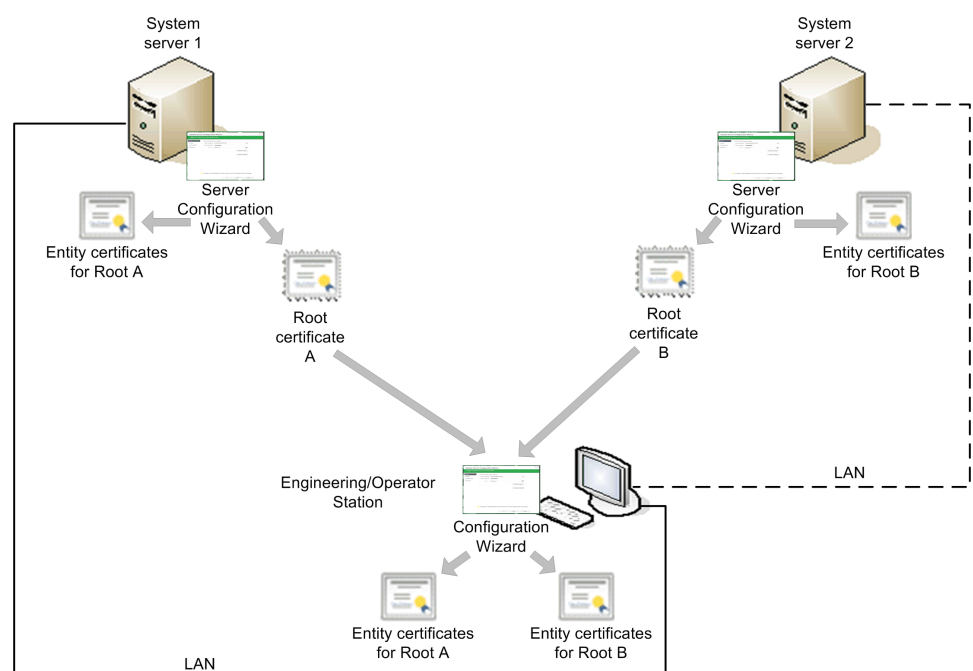 System
server 1
System
server 2
Server
Configuration
Wizard
Server
Configuration
Wizard
Entity certificates
for Root A
Entity certificates
for Root B
Root
certificate
A
Root
certificate
B
Engineering/Operator
Station
LAN
Configuration
Wizard
Entity certificates
for Root A
Entity certificates
for Root B
LAN